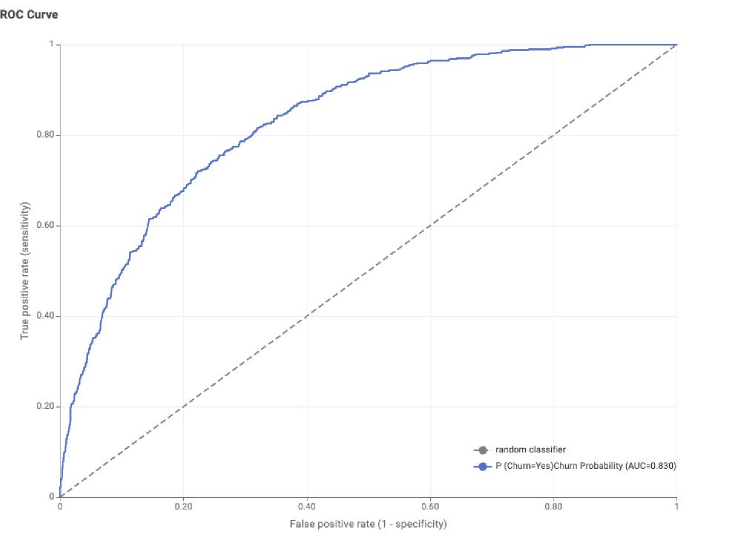 ROC Curve
1
0.80
0.60
0.40
0.20
0
True positive rate (sensitivity)
random classifier
P (Churn=Yes)Churn Probability (AUC=0.830)
0
0.20
0.40
0.60
0.80
1
False positive rate (1 - specificity)